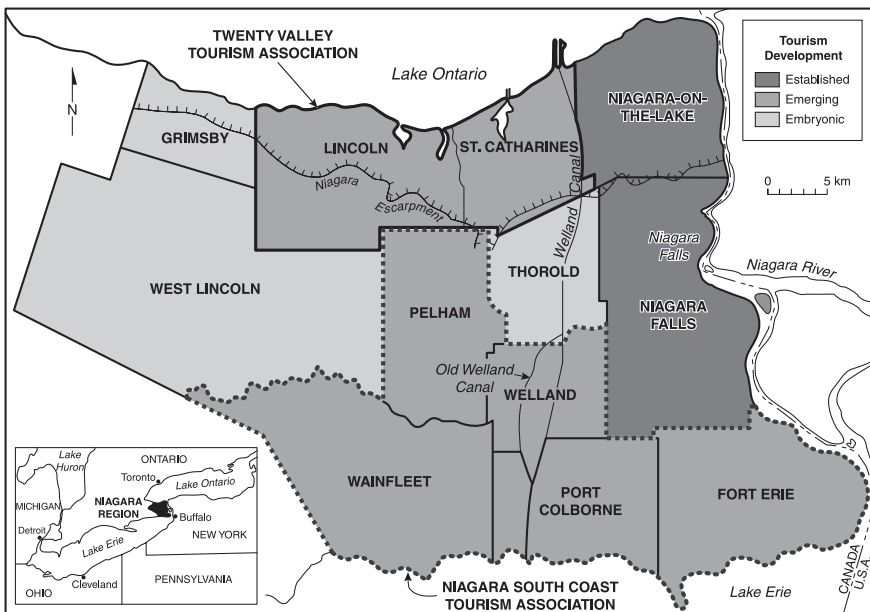 TWENTY VALLEY
TOURISM ASSOCIATION
Lake Ontario
Tourism
Development
Established
Emerging
Embryonic
N
0 5 km
GRIMSBY
LINCOLN
ST. CATHARINES
NIAGARA-ON-
THE-LAKE
Niagara
Escarpment
Welland Canal
WEST LINCOLN
PELHAM
THOROLD
Niagara
Falls
Niagara River
NIAGARA
FALLS
Old Welland
Canal
WELLAND
WAINFLEET
PORT
COLBORNE
FORT ERIE
NIAGARA SOUTH COAST
TOURISM ASSOCIATION
Lake Erie
CANADA
U.S.A.
Lake
Huron
ONTARIO
Toronto
Lake Ontario
MICHIGAN
NIAGARA
REGION
Buffalo
Detroit
NEW YORK
Lake Erie
Cleveland
PENNSYLVANIA
OHIO